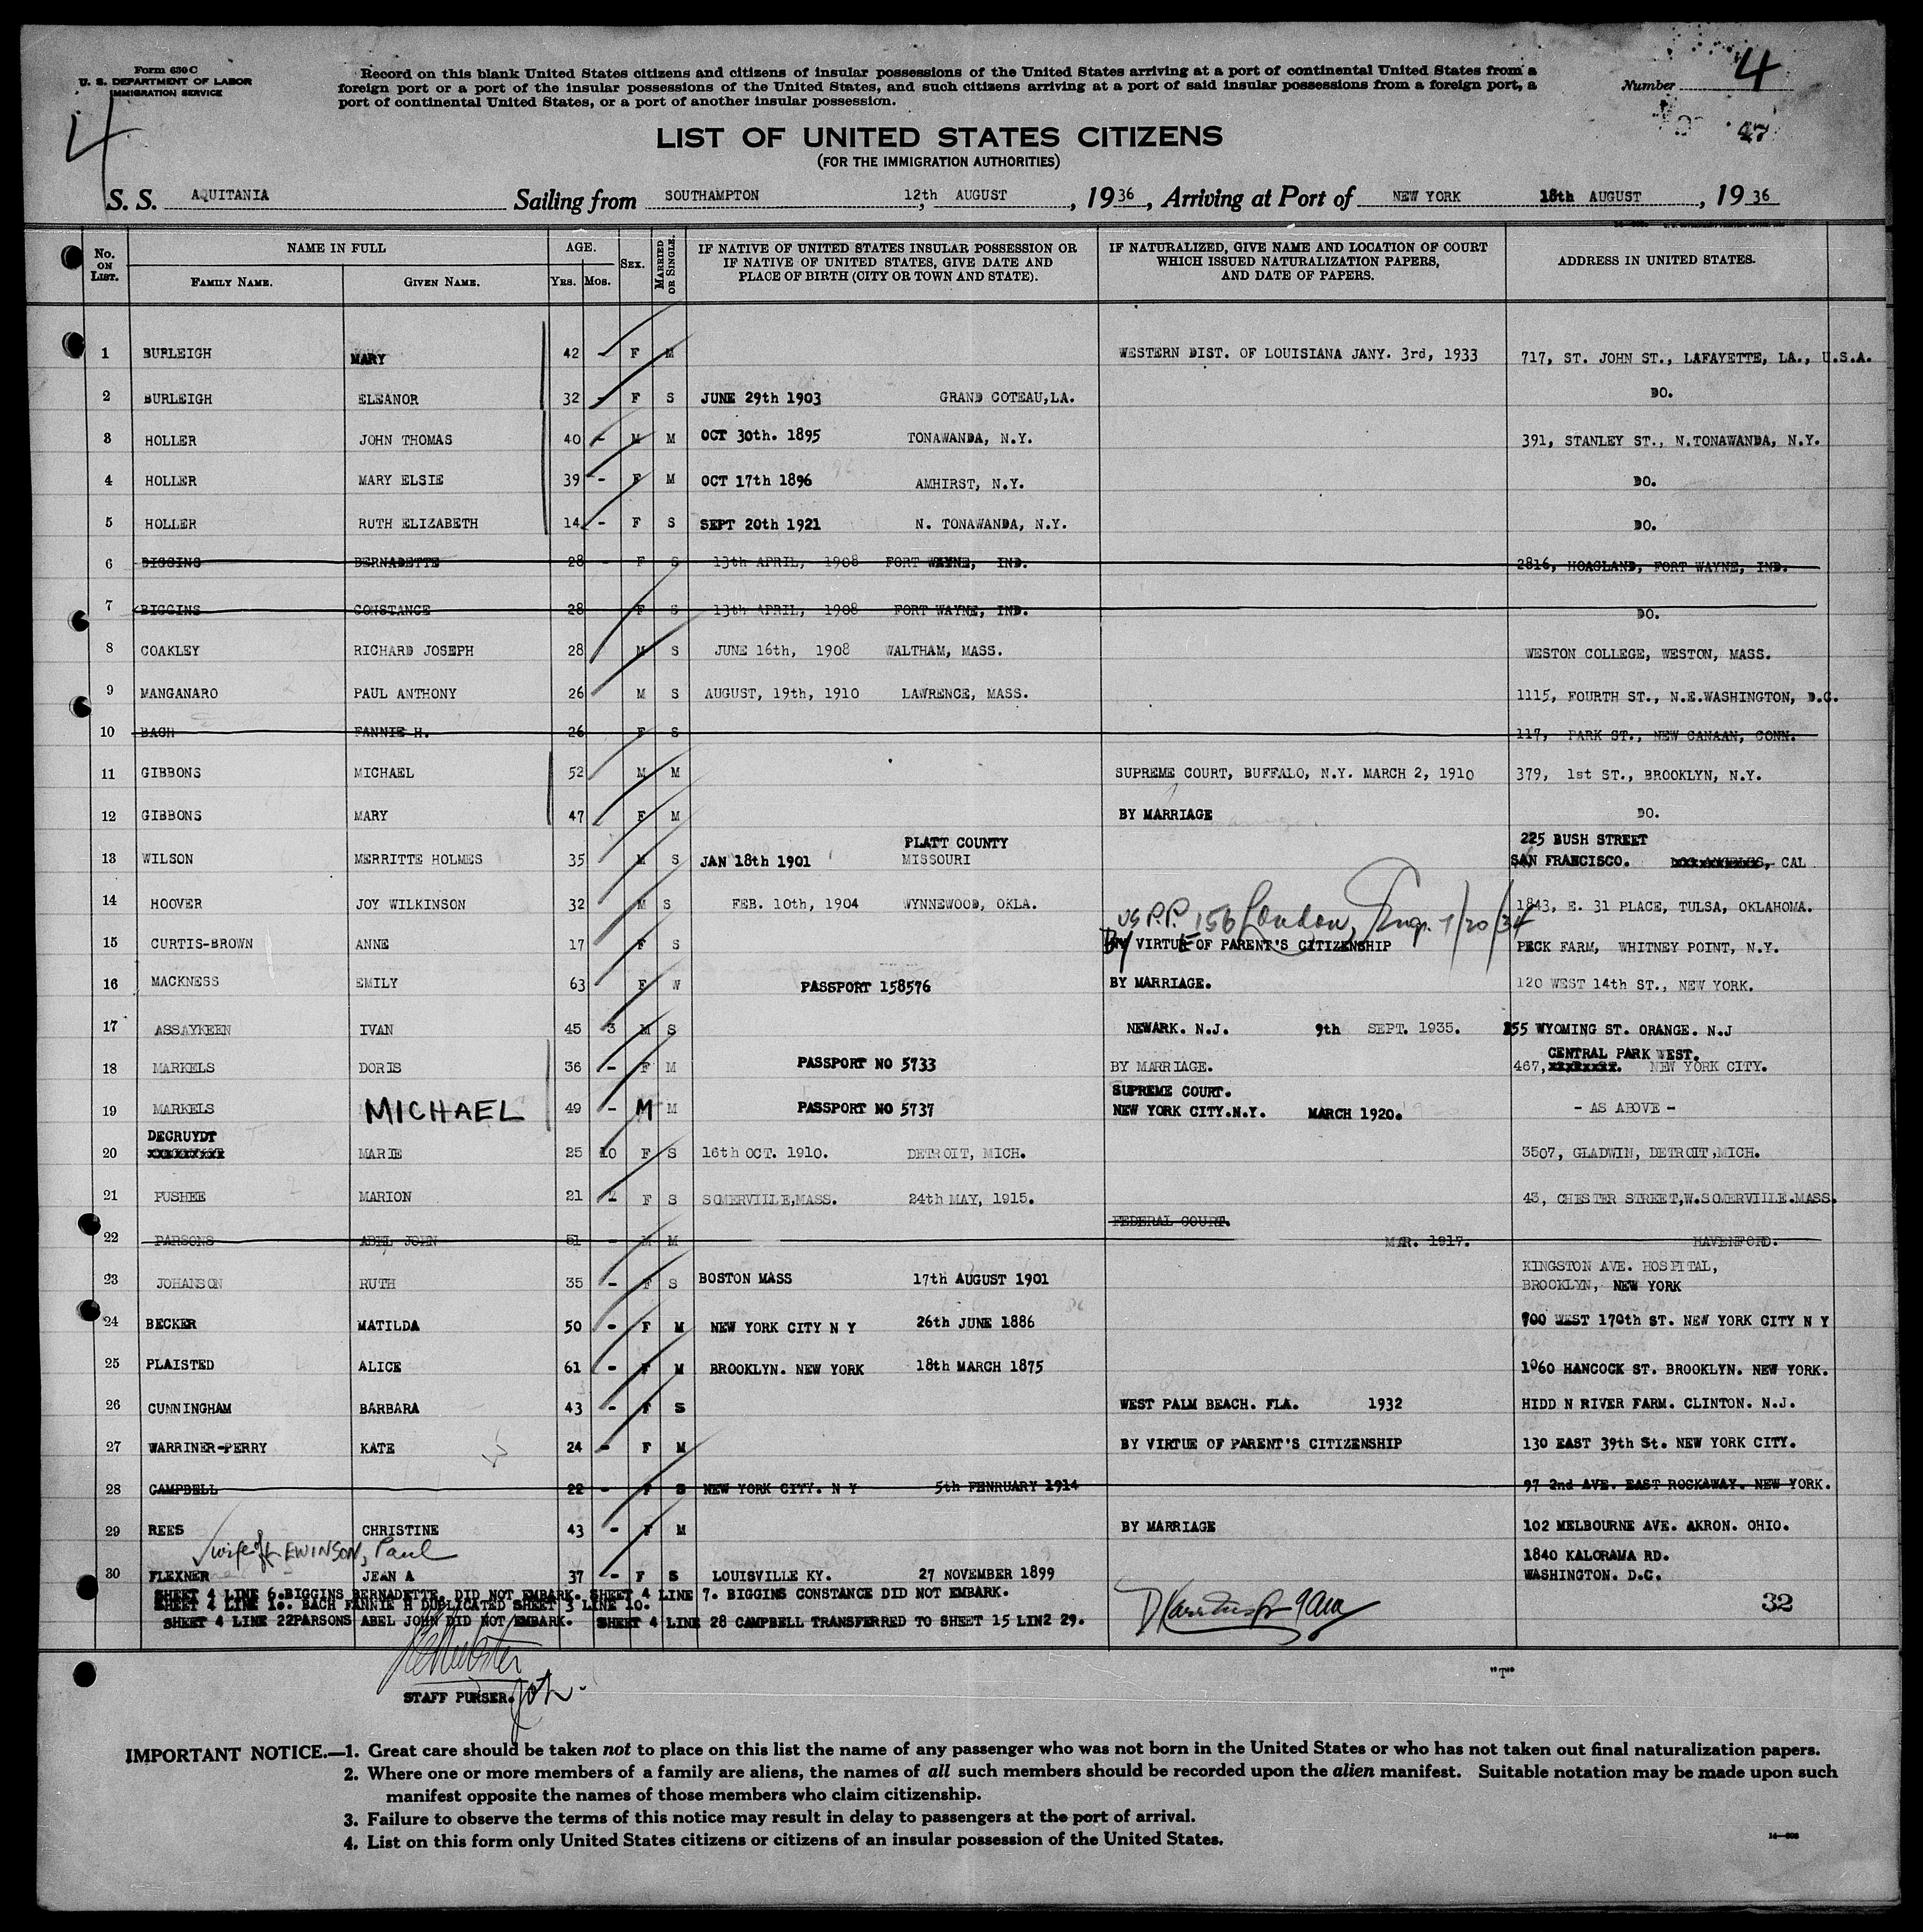 Form 630 C
U. S. DEPARTMENT OF LABOR
IMMIGRATION SERVICE
Record on this blank United States citizens and citizens of insular possessions of the United States arriving at a port of continental United States from a
foreign port or a port of the insular possessions of the United States, and such citizens arriving at a port of said insular possessions from a foreign port, a
port of continental United States, or a port of another insular possession.
Number 4
47
4
LIST OF UNITED STATES CITIZENS
(FOR THE IMMIGRATION AUTHORITIES)
S. S. AQUITANIA Sailing from SOUTHAMPTON 12th AUGUST, 1936, Arriving at Port of NEW YORK 18th AUGUST, 1936
No. ON LIST. NAME IN FULL AGE. SEX. MARRIED OR SINGLE. IF NATIVE OF UNITED STATES INSULAR POSSESSION OR IF NATIVE OF UNITED STATES, GIVE DATE AND PLACE OF BIRTH (CITY OR TOWN AND STATE). IF NATURALIZED, GIVE NAME AND LOCATION OF COURT WHICH ISSUED NATURALIZATION PAPERS, AND DATE OF PAPERS. ADDRESS IN UNITED STATES.
FAMILY NAME. GIVEN NAME. YRS. MOS.
1 BURLEIGH MARY 42 - F M WESTERN DIST. OF LOUISIANA JANY. 3rd, 1933 717, ST. JOHN ST., LAFAYETTE, LA., U.S.A.
2 BURLEIGH ELEANOR 32 - F S JUNE 29th 1903 GRAND COTEAU, LA. DO.
3 HOLLER JOHN THOMAS 40 - M M OCT 30th. 1895 TONAWANDA, N.Y. 391, STANLEY ST., N.TONAWANDA, N.Y.
4 HOLLER MARY ELSIE 39 - F M OCT 17th 1896 AMHIRST, N.Y. DO.
5 HOLLER RUTH ELIZABETH 14 - F S SEPT 20th 1921 N. TONAWANDA, N.Y. DO.
6 BIGGINS BERNADETTE 28 - F S 13th APRIL, 1908 FORT WAYNE, IND. 2816, HOAGLAND, FORT WAYNE, IND.
7 BIGGINS CONSTANCE 28 F S 13th APRIL, 1908 FORT WAYNE, IND. DO.
8 COAKLEY RICHARD JOSEPH 28 M S JUNE 16th, 1908 WALTHAM, MASS. WESTON COLLEGE, WESTON, MASS.
9 MANGANARO PAUL ANTHONY 26 M S AUGUST, 19th, 1910 LAWRENCE, MASS. 1115, FOURTH ST., N.E.WASHINGTON, D.C.
10 BACH FANNIE H. 26 F S 117, PARK ST., NEW CANAAN, CONN.
11 GIBBONS MICHAEL 52 M M SUPREME COURT, BUFFALO, N.Y. MARCH 2, 1910 379, 1st ST., BROOKLYN, N.Y.
12 GIBBONS MARY 47 F M BY MARRIAGE DO.
PLATT COUNTY 225 BUSH STREET
13 WILSON MERRITTE HOLMES 35 M S JAN 18th 1901 MISSOURI SAN FRANCISCO. CAL
14 HOOVER JOY WILKINSON 32 M S FEB. 10th, 1904 WYNNEWOOD, OKLA. 1843, E. 31 PLACE, TULSA, OKLAHOMA.
US P.P. 156 London, Eng. 7/20/34
15 CURTIS-BROWN ANNE 17 F S BY VIRTUE OF PARENT'S CITIZENSHIP PECK FARM, WHITNEY POINT, N.Y.
16 MACKNESS EMILY 63 F W PASSPORT 158576 BY MARRIAGE. 120 WEST 14th ST., NEW YORK.
17 ASSAYKEEN IVAN 45 3 M S NEWARK. N.J. 9th SEPT. 1935. 255 WYOMING ST. ORANGE. N.J
CENTRAL PARK WEST.
18 MARKELS DORIS 36 - F M PASSPORT NO 5733 BY MARRIAGE. 467, NEW YORK CITY.
SUPREME COURT.
19 MARKELS MICHAEL 49 - M M PASSPORT NO 5737 NEW YORK CITY.N.Y. MARCH 1920. - AS ABOVE -
DECRUYDT
20 MARIE 25 10 F S 16th OCT. 1910. DETROIT, MICH. 3507, GLADWIN, DETROIT, MICH.
21 PUSHEE MARION 21 F S SOMERVILLE, MASS. 24th MAY, 1915. 43, CHESTER STREET, W.SOMERVILLE.MASS.
FEDERAL COURT.
22 PARSONS ABEL JOHN 51 - M M MAR. 1917. HAVENFORD.
KINGSTON AVE. HOSPITAL,
23 JOHANSON RUTH 35 - F S BOSTON MASS 17th AUGUST 1901 BROOKLYN, NEW YORK
24 BECKER MATILDA 50 - F M NEW YORK CITY N Y 26th JUNE 1886 700 WEST 170th ST. NEW YORK CITY N Y
25 PLAISTED ALICE 61 - F M BROOKLYN. NEW YORK 18th MARCH 1875 1060 HANCOCK ST. BROOKLYN. NEW YORK.
26 CUNNINGHAM BARBARA 43 - F S WEST PALM BEACH. FLA. 1932 HIDD N RIVER FARM. CLINTON. N.J.
27 WARRINER-PERRY KATE 24 - F M BY VIRTUE OF PARENT'S CITIZENSHIP 130 EAST 39th St. NEW YORK CITY.
28 CAMPBELL 22 - F S NEW YORK CITY. N Y 5th FENRUARY 1914 97 2nd AVE. EAST ROCKAWAY. NEW YORK.
29 REES CHRISTINE 43 - F M BY MARRIAGE 102 MELBOURNE AVE. AKRON. OHIO.
wife of LEWINSON, Paul 1840 KALORAMA RD.
30 FLEXNER JEAN A 37 - F S LOUISVILLE KY. 27 NOVEMBER 1899 WASHINGTON. D.C.
SHEET 4 LINE 6.BIGGINS BERNADETTE. DID NOT EMBARK. SHEET 4 LINE 7. BIGGINS CONSTANCE DID NOT EMBARK.
SHEET 4 LINE 10. BACH FANNIE H DUPLICATED SHEET 3 LINE 10.
SHEET 4 LINE 22PARSONS ABEL JOHN DID NOT EMBARK. SHEET 4 LINE 28 CAMPBELL TRANSFERRED TO SHEET 15 LIN2 29.
32
"T"
STAFF PURSER.
IMPORTANT NOTICE.—1. Great care should be taken not to place on this list the name of any passenger who was not born in the United States or who has not taken out final naturalization papers.
2. Where one or more members of a family are aliens, the names of all such members should be recorded upon the alien manifest. Suitable notation may be made upon such
manifest opposite the names of those members who claim citizenship.
3. Failure to observe the terms of this notice may result in delay to passengers at the port of arrival.
4. List on this form only United States citizens or citizens of an insular possession of the United States.